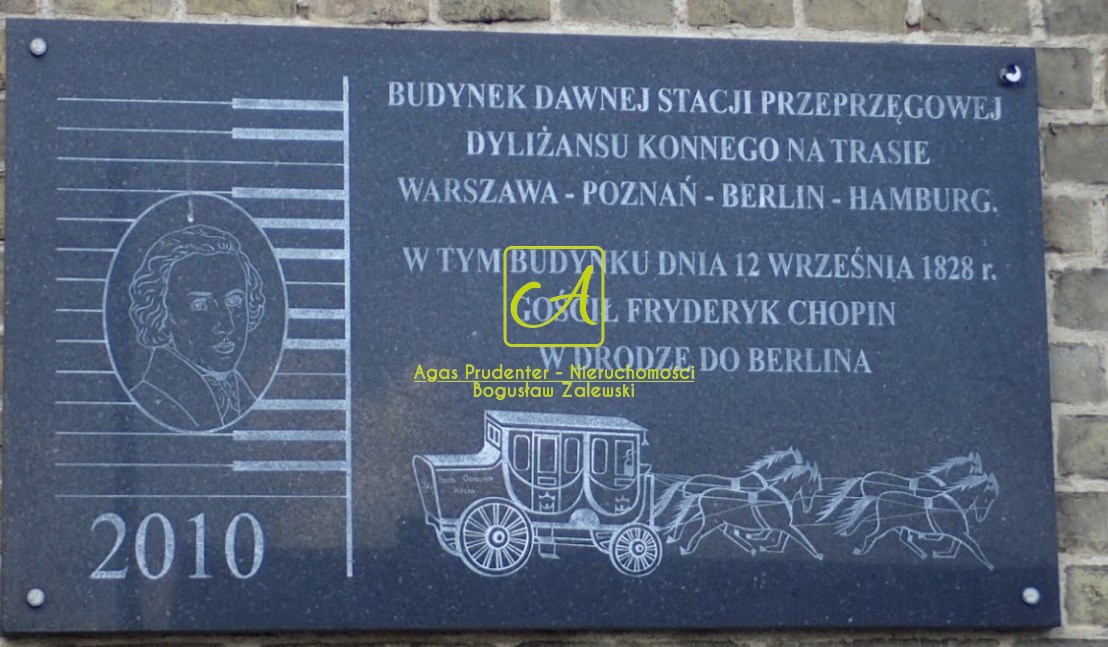 BUDYNEK DAWNEJ STACJI PRZEPRZĘGOWEJ
DYLIŻANSU KONNEGO NA TRASIE
WARSZAWA - POZNAŃ - BERLIN - HAMBURG.
W TYM BUDYNKU DNIA 12 WRZEŚNIA 1828 r.
GOŚCIŁ FRYDERYK CHOPIN
W DRODZE DO BERLINA
CA
Agas Prudenter - Nieruchomości
Bogusław Zalewski
2010